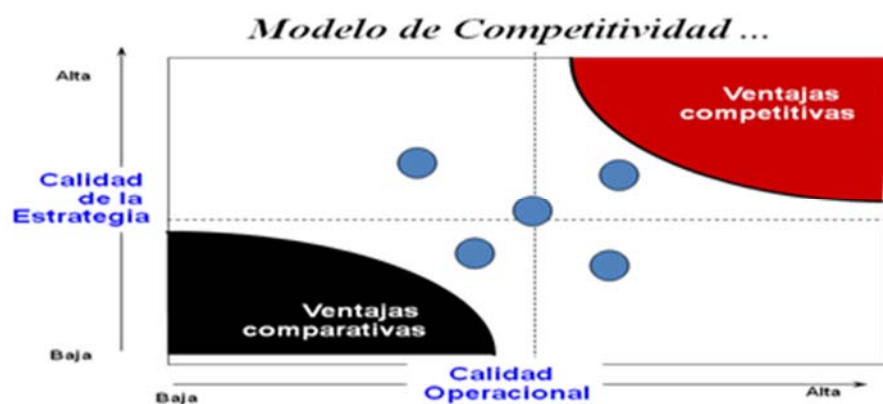 Modelo de Competitividad ...
Alta
Ventajas
competitivas
Calidad
de la
Estrategia
Ventajas
comparativas
Baja
Calidad
Operacional
Baja
Alta